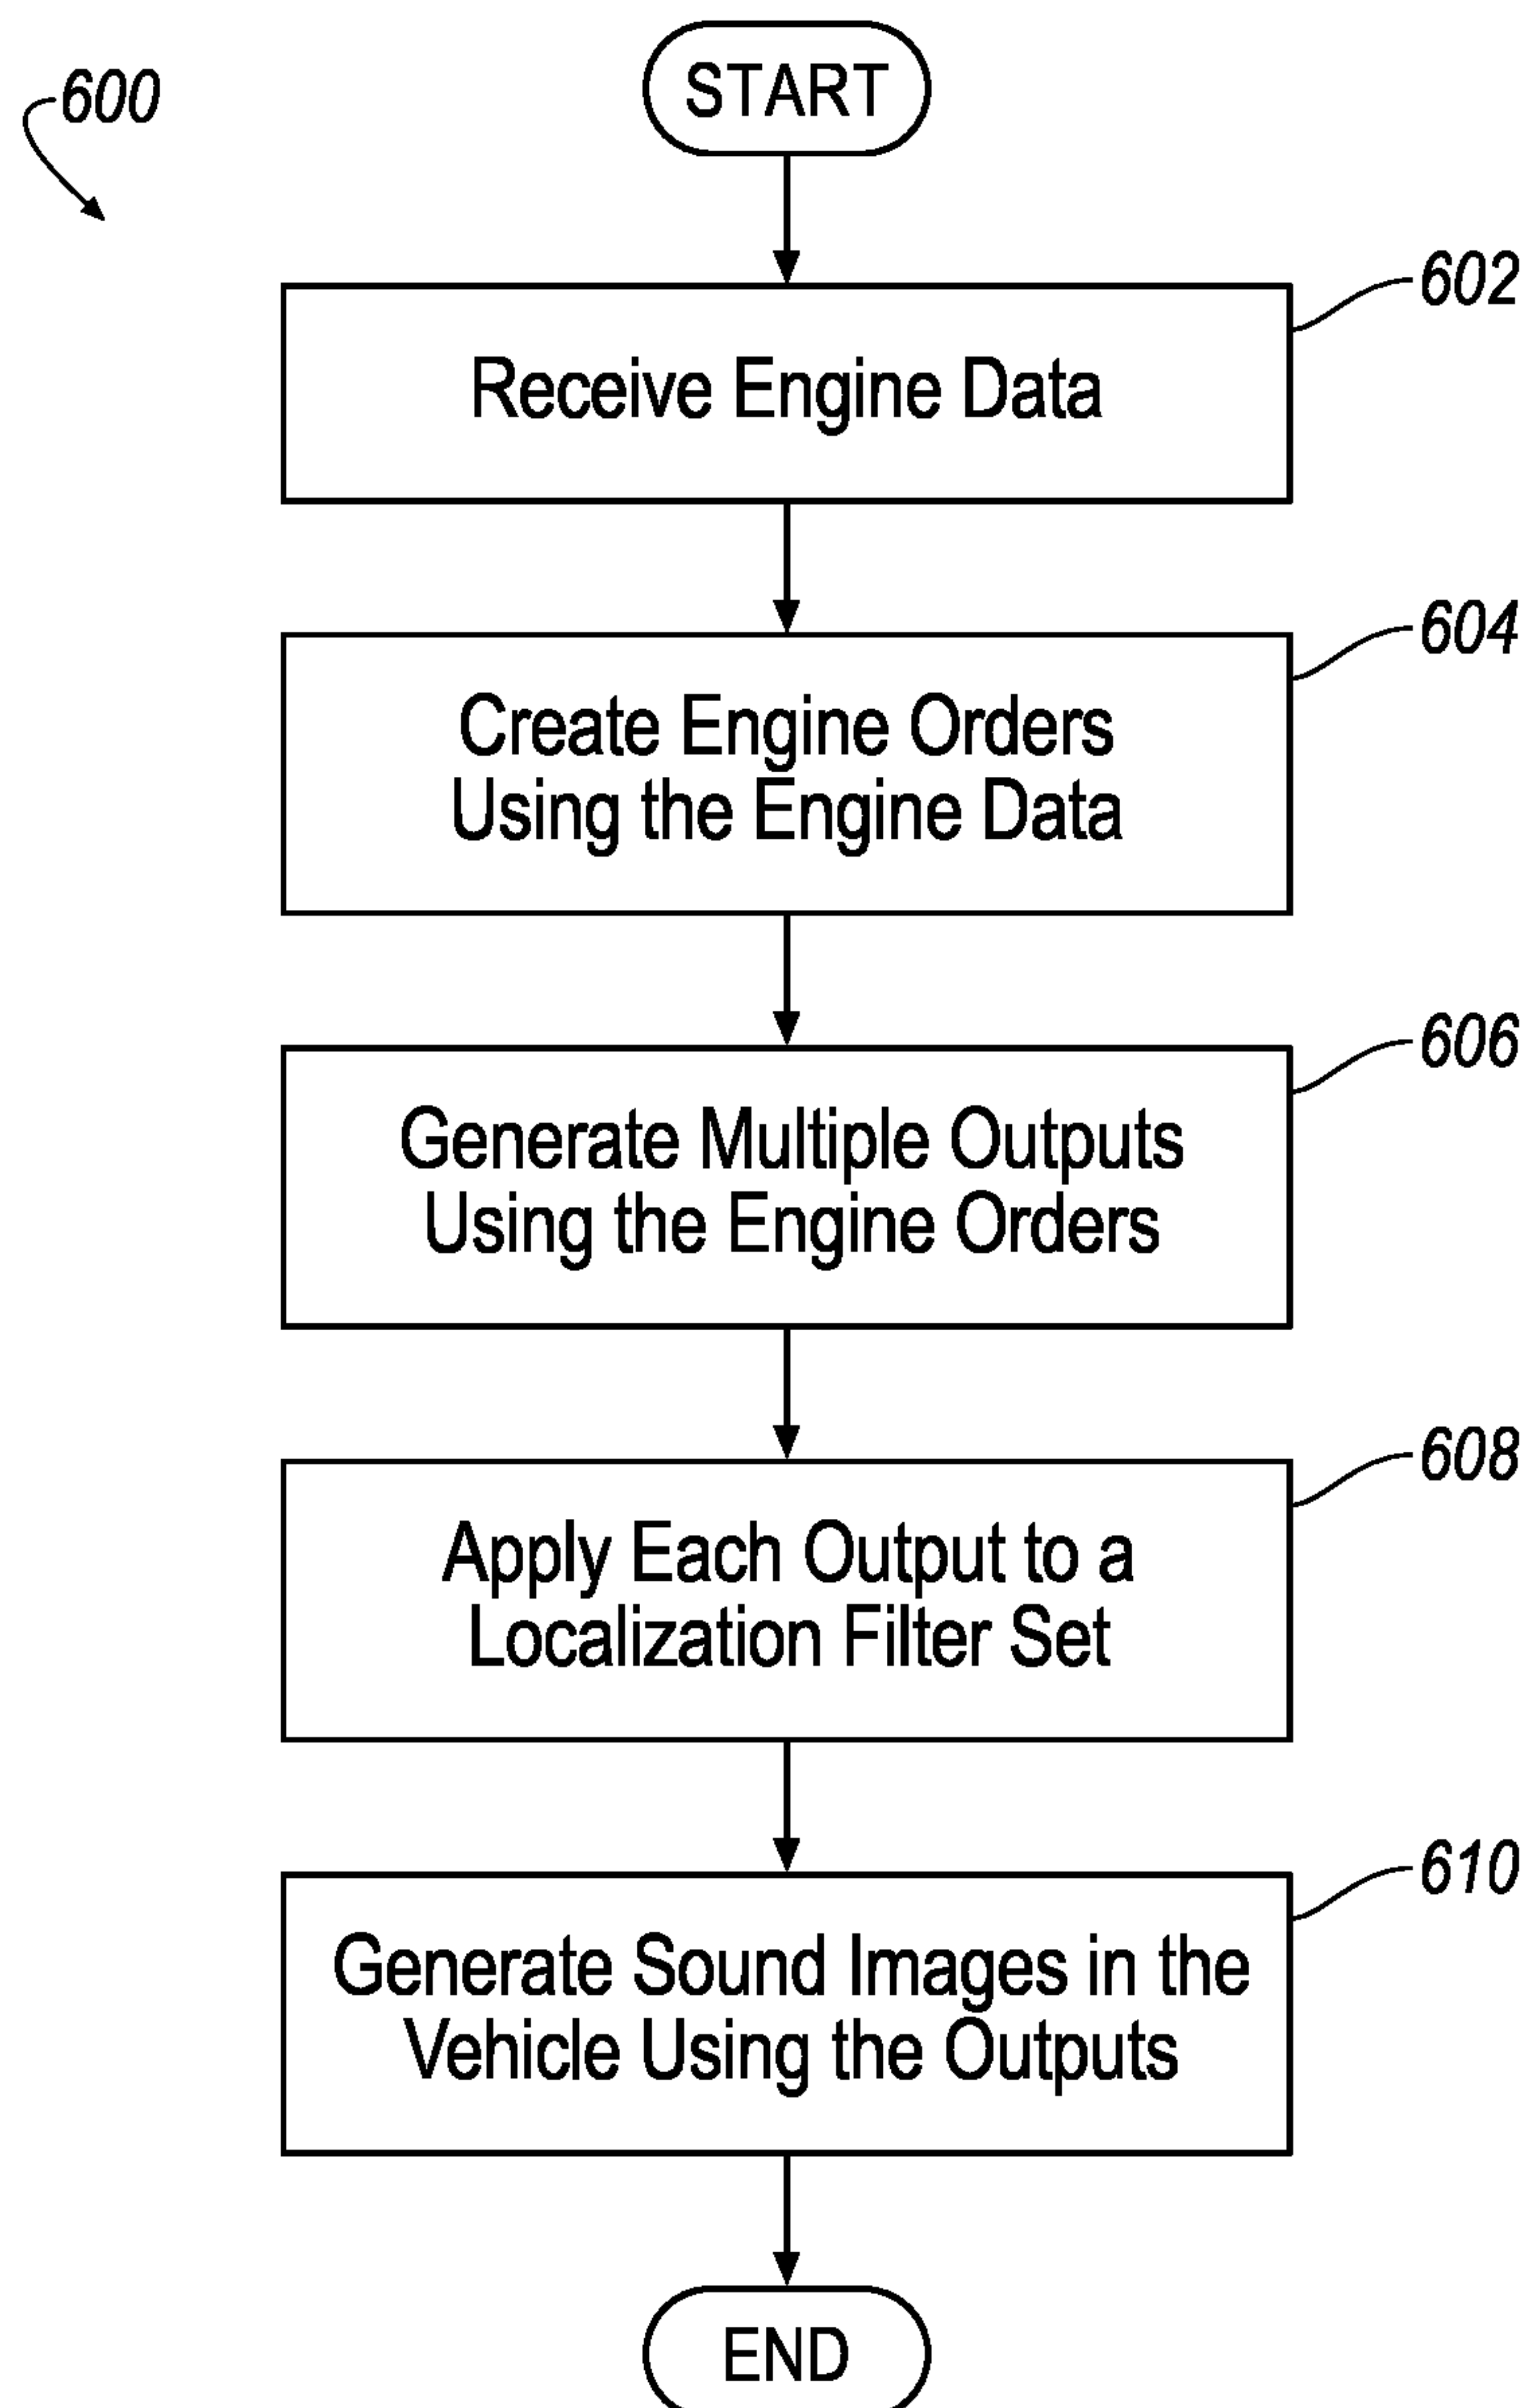 600
START
602
Receive Engine Data
604
Create Engine Orders
Using the Engine Data
606
Generate Multiple Outputs
Using the Engine Orders
608
Apply Each Output to a
Localization Filter Set
610
Generate Sound Images in the
Vehicle Using the Outputs
END